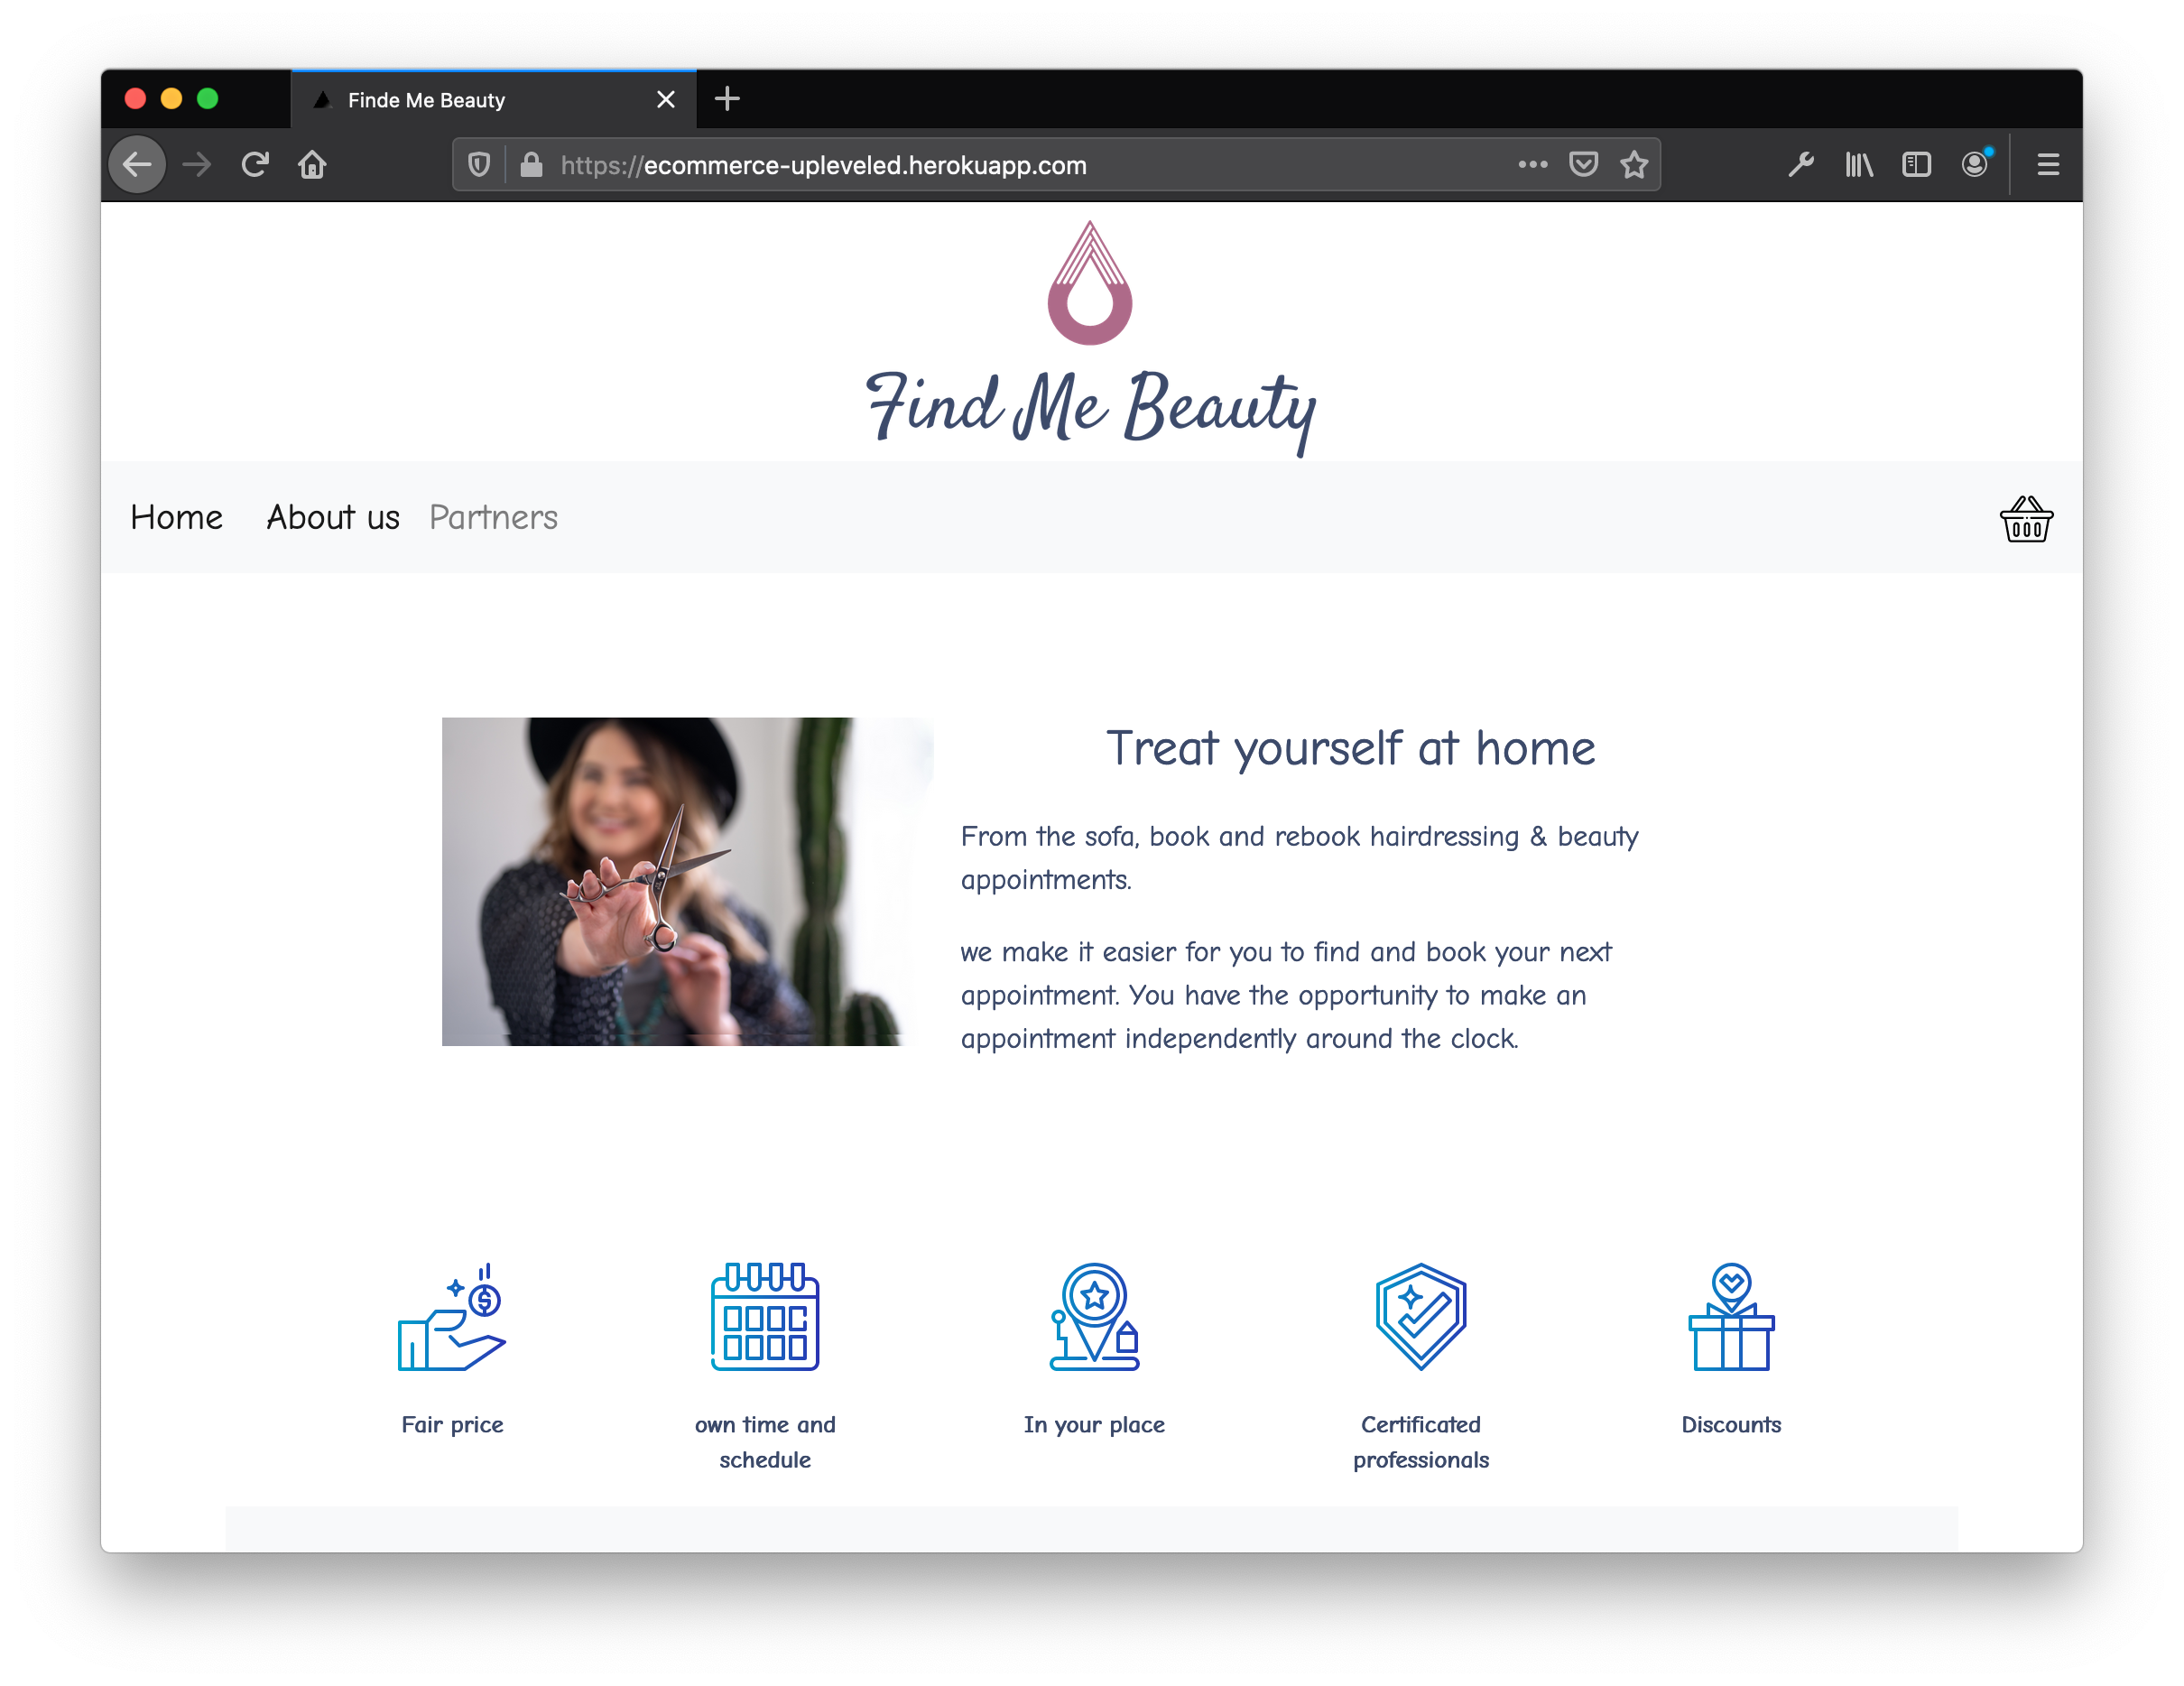 Finde Me Beauty
https://ecommerce-upleveled.herokuapp.com
Find Me Beauty
Home About us Partners
Treat yourself at home
From the sofa, book and rebook hairdressing & beauty
appointments.
we make it easier for you to find and book your next
appointment. You have the opportunity to make an
appointment independently around the clock.
Fair price
own time and
schedule
In your place
Certificated
professionals
Discounts